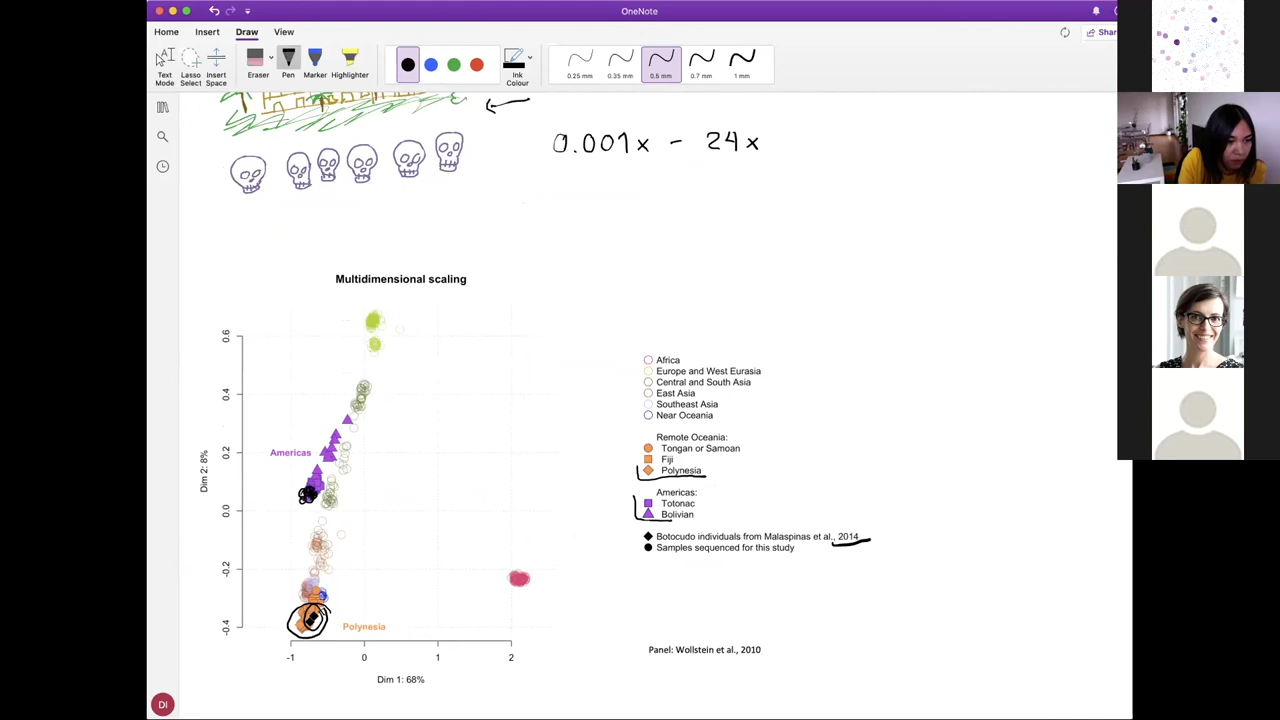 OneNote
Home Insert Draw View
Shar
Text Mode
Lasso Select
Insert Space
Eraser
Pen
Marker
Highlighter
Ink Colour
0.25 mm
0.35 mm
0.5 mm
0.7 mm
1 mm
0.001x - 24x
Multidimensional scaling
0.6
0.4
0.2
0.0
-0.2
-0.4
Dim 2: 8%
Americas
Polynesia
-1 0 1 2
Dim 1: 68%
Africa
Europe and West Eurasia
Central and South Asia
East Asia
Southeast Asia
Near Oceania
Remote Oceania:
Tongan or Samoan
Fiji
Polynesia
Americas:
Totonac
Bolivian
Botocudo individuals from Malaspinas et al., 2014
Samples sequenced for this study
Panel: Wollstein et al., 2010
DI